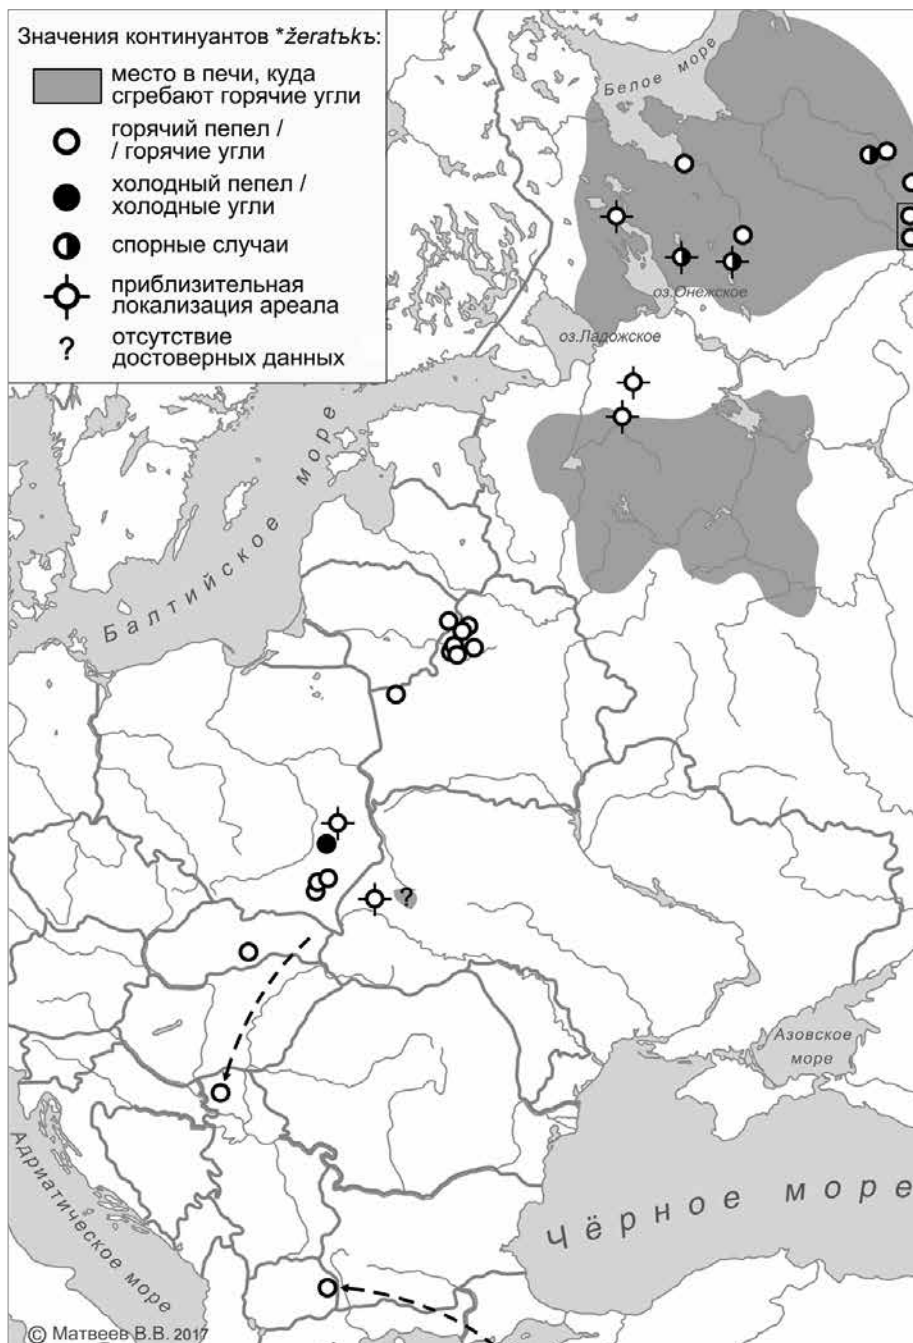 Значения континуантов *žeratъkъ:
место в печи, куда
сгребают горячие угли
горячий пепел /
/ горячие угли
холодный пепел /
холодные угли
спорные случаи
приблизительная
локализация ареала
?
отсутствие
достоверных данных
Белое море
оз.Онежское
оз.Ладожское
Балтийское море
?
Азовское
море
Адриатическое море
Чёрное море
© Матвеев В.В. 2017